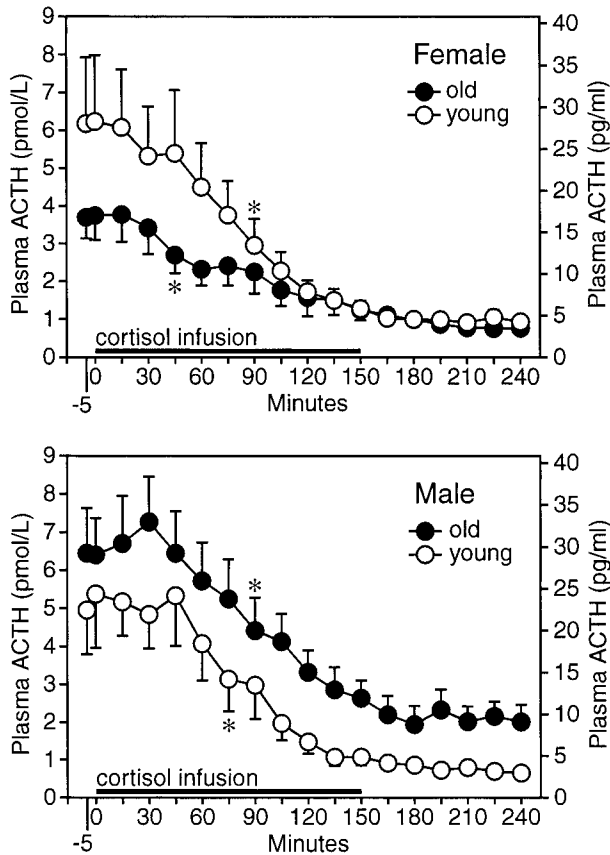 Female
old
young
Plasma ACTH (pmol/L)
9
8
7
6
5
4
3
2
1
0
Plasma ACTH (pg/ml)
40
35
30
25
20
15
10
5
0
*
*
cortisol infusion
-5
0 30 60 90 120 150 180 210 240
Minutes
Male
old
young
Plasma ACTH (pmol/L)
9
8
7
6
5
4
3
2
1
0
Plasma ACTH (pg/ml)
40
35
30
25
20
15
10
5
0
*
*
cortisol infusion
-5
0 30 60 90 120 150 180 210 240
Minutes